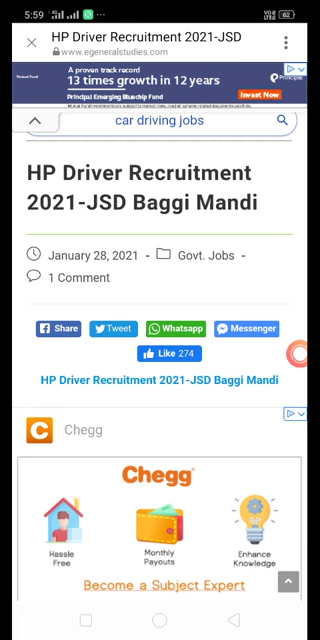 5:59
62
HP Driver Recruitment 2021-JSD
www.egeneralstudies.com
Mutual Fund
A proven track record
13 times growth in 12 years
Principal Emerging Bluechip Fund
Principal
Invest Now
car driving jobs
HP Driver Recruitment
2021-JSD Baggi Mandi
January 28, 2021 - Govt. Jobs -
1 Comment
Share Tweet Whatsapp Messenger
Like 274
HP Driver Recruitment 2021-JSD Baggi Mandi
C Chegg
Chegg
Hassle
Free
Monthly
Payouts
Enhance
Knowledge
Become a Subject Expert